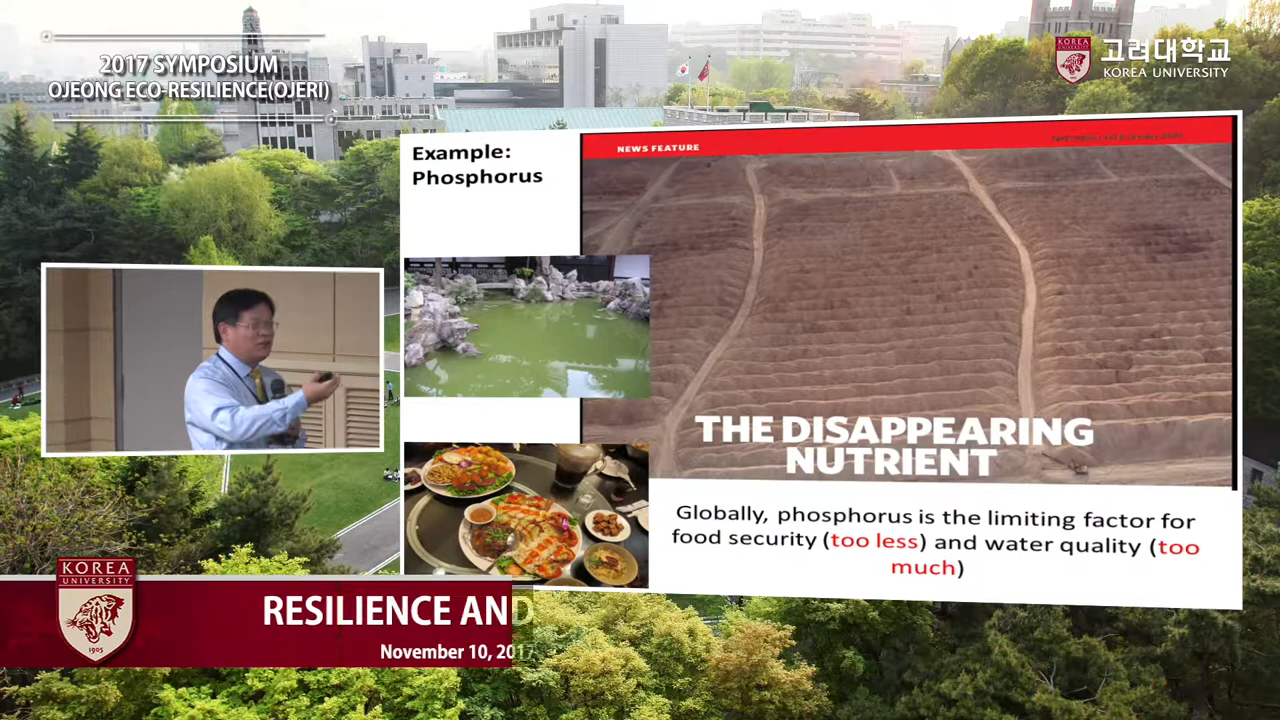 2017 SYMPOSIUM
OJEONG ECO-RESILIENCE(OJERI)
KOREA
UNIVERSITY
고려대학교
KOREA UNIVERSITY
Example:
Phosphorus
NEWS FEATURE
THE DISAPPEARING
NUTRIENT
Globally, phosphorus is the limiting factor for
food security (too less) and water quality (too
much)
KOREA
UNIVERSITY
1905
RESILIENCE AND
November 10, 2017